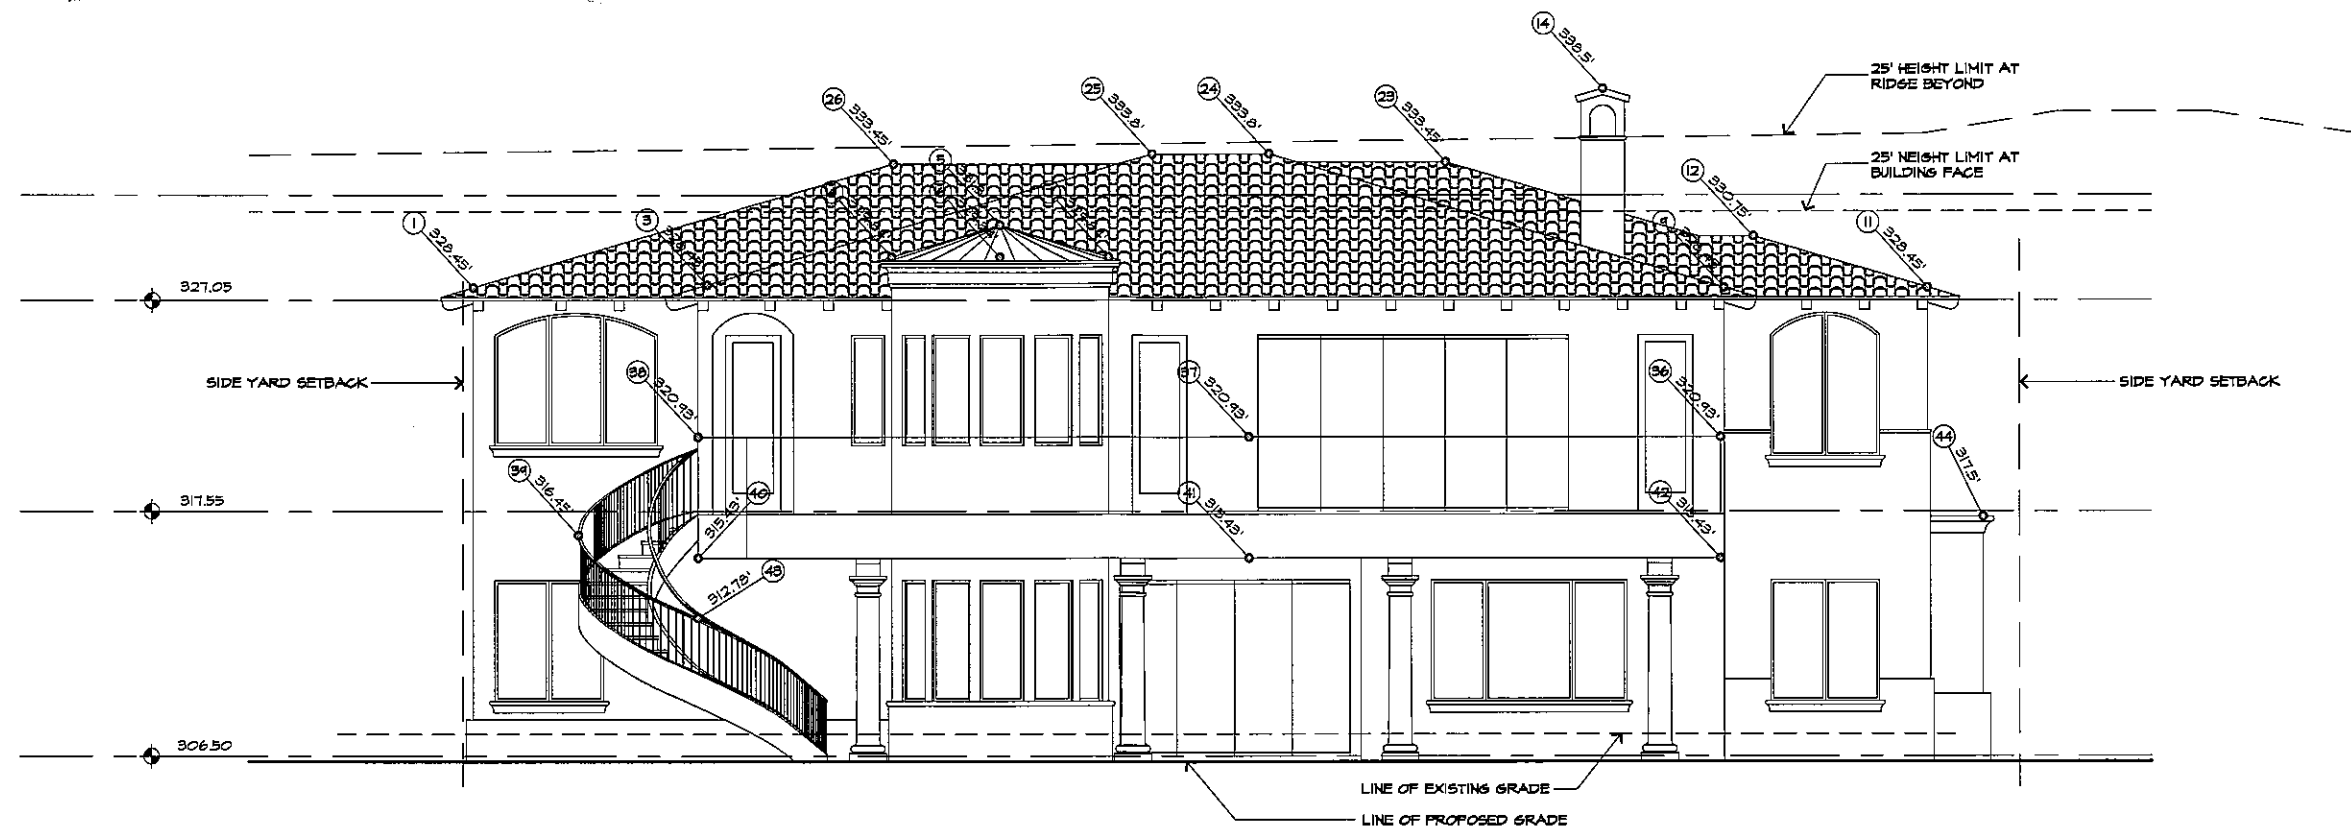 14 338.5'
25' HEIGHT LIMIT AT
RIDGE BEYOND
26 333.45'
25 333.8'
24 333.8'
23 333.45'
25' HEIGHT LIMIT AT
BUILDING FACE
5
12 330.75'
1 328.45'
3
11 328.45'
327.05
SIDE YARD SETBACK
38 320.93'
37 320.93'
36 320.93'
SIDE YARD SETBACK
44 317.5'
39 316.45'
317.55
40 315.43'
41 315.43'
42 315.43'
43 312.78'
306.50
LINE OF EXISTING GRADE
LINE OF PROPOSED GRADE